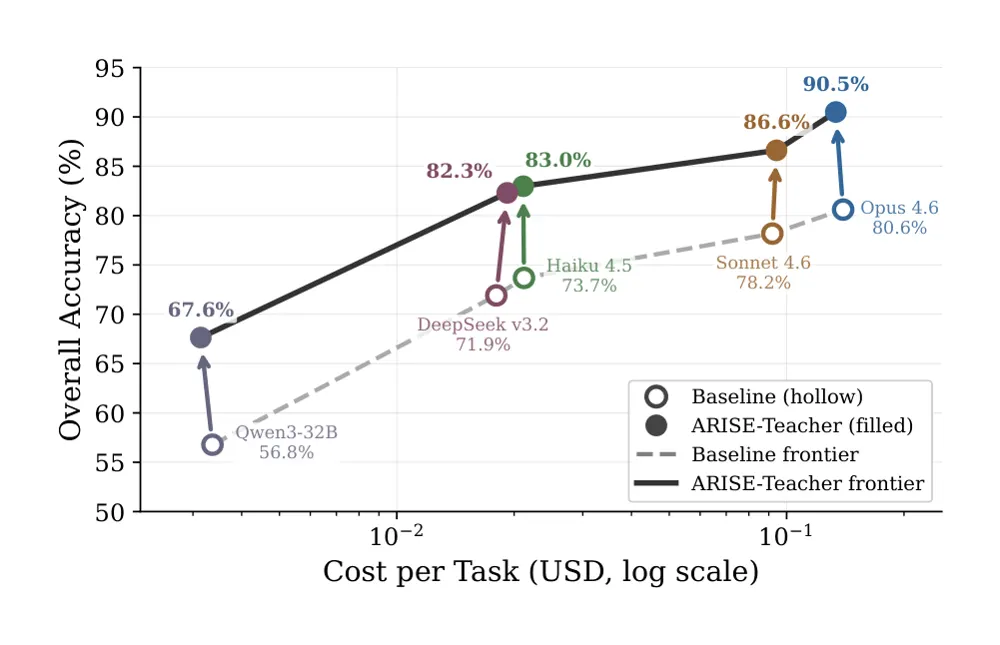 95
90
85
80
75
70
65
60
55
50
Overall Accuracy (%)
67.6%
82.3%
83.0%
86.6%
90.5%
Qwen3-32B
56.8%
DeepSeek v3.2
71.9%
Haiku 4.5
73.7%
Sonnet 4.6
78.2%
Opus 4.6
80.6%
Baseline (hollow)
ARISE-Teacher (filled)
Baseline frontier
ARISE-Teacher frontier
10⁻²
10⁻¹
Cost per Task (USD, log scale)